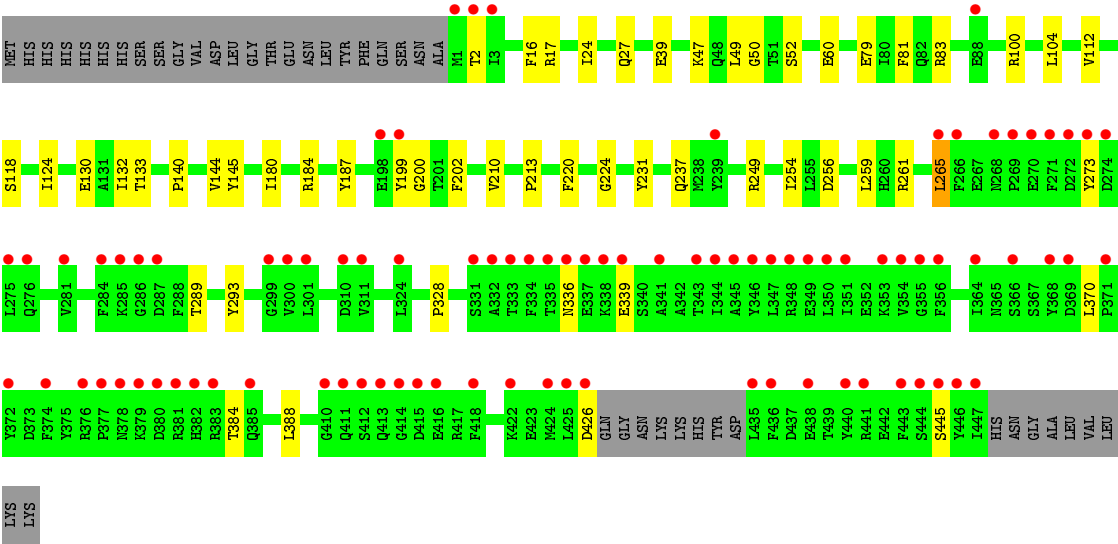 MET HIS HIS HIS HIS HIS HIS SER SER GLY VAL ASP LEU GLY THR GLU ASN LEU TYR PHE GLN SER ASN ALA M1 T2 I3 F16 R17 I24 Q27 E39 K47 Q48 L49 G50 T51 S52 E60 E79 I80 F81 Q82 R83 E88 R100 L104 V112
S118 I124 E130 A131 I132 T133 P140 V144 Y145 I180 R184 Y187 E198 Y199 G200 T201 F202 V210 P213 F220 G224 Y231 Q237 M238 Y239 R249 I254 L255 D256 L259 H260 R261 L265 F266 E267 N268 P269 E270 F271 D272 Y273 D274
L275 Q276 V281 F284 K285 G286 D287 F288 T289 Y293 G299 V300 L301 D310 V311 L324 P328 S331 A332 T333 F334 T335 N336 E337 K338 E339 S340 A341 A342 T343 I344 A345 Y346 L347 R348 E349 L350 I351 E352 K353 V354 G355 F356 I364 N365 S366 S367 Y368 D369 L370 P371
Y372 D373 F374 Y375 R376 P377 N378 K379 D380 R381 H382 R383 T384 Q385 L388 G410 Q411 S412 Q413 G414 D415 E416 R417 F418 K422 E423 M424 L425 D426 GLN GLY ASN LYS LYS HIS TYR ASP L435 F436 D437 E438 T439 Y440 R441 E442 F443 S444 S445 Y446 I447 HIS ASN GLY ALA LEU VAL LEU
LYS LYS